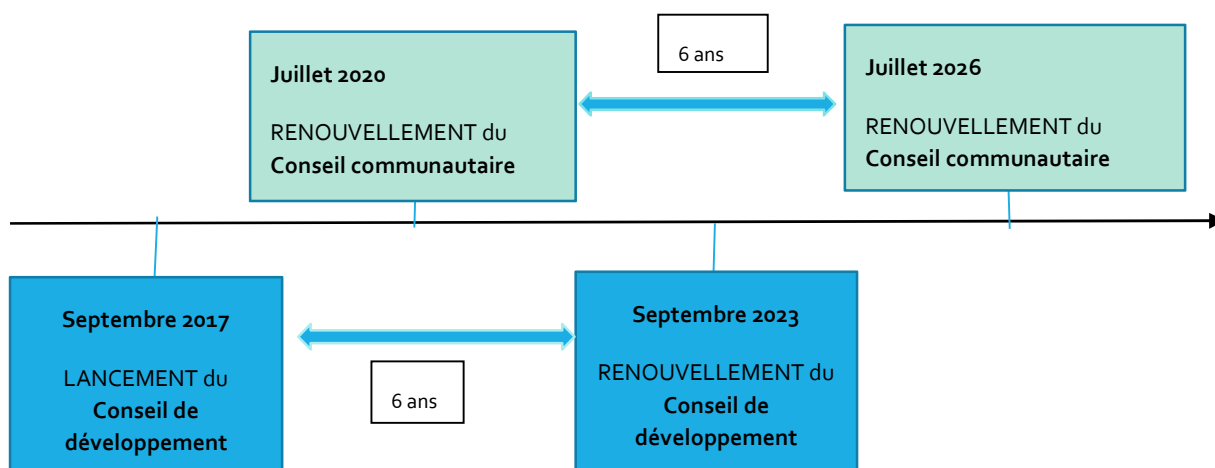 Juillet 2020
RENOUVELLEMENT du
Conseil communautaire
6 ans
Juillet 2026
RENOUVELLEMENT du
Conseil communautaire
Septembre 2017
LANCEMENT du
Conseil de
développement
6 ans
Septembre 2023
RENOUVELLEMENT du
Conseil de
développement